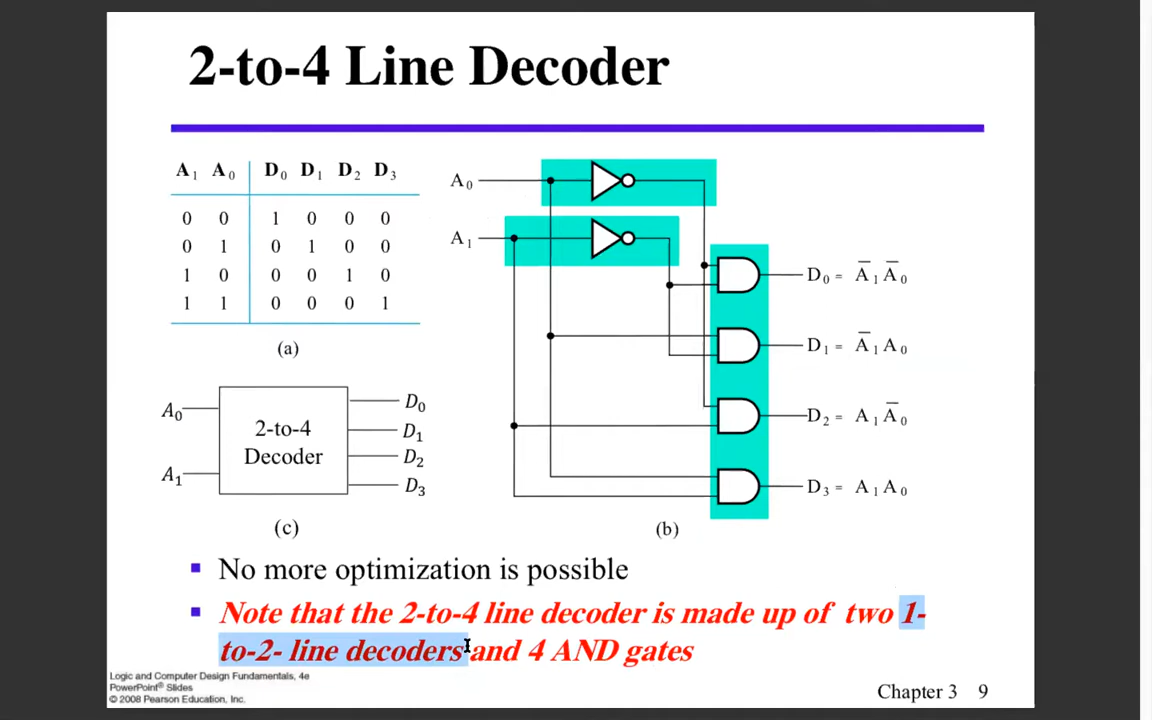 2-to-4 Line Decoder
A₁ A₀ D₀ D₁ D₂ D₃
0 0 1 0 0 0
0 1 0 1 0 0
1 0 0 0 1 0
1 1 0 0 0 1
(a)
A₀
A₁
D₀ = A̅₁ A̅₀
D₁ = A̅₁ A₀
D₂ = A₁ A̅₀
D₃ = A₁ A₀
(b)
A₀
A₁
2-to-4
Decoder
D₀
D₁
D₂
D₃
(c)
No more optimization is possible
Note that the 2-to-4 line decoder is made up of two 1-
to-2- line decoders and 4 AND gates
Logic and Computer Design Fundamentals, 4e
PowerPoint® Slides
© 2008 Pearson Education, Inc.
Chapter 3 9